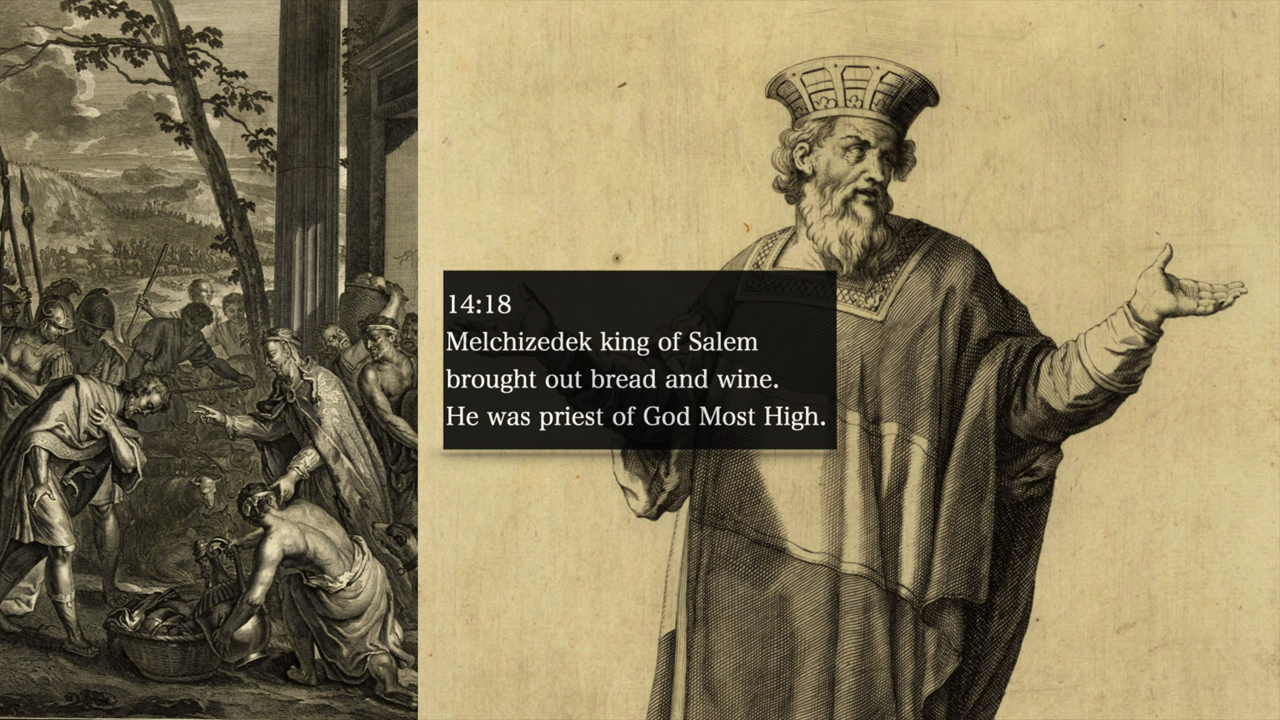 14:18
Melchizedek king of Salem
brought out bread and wine.
He was priest of God Most High.